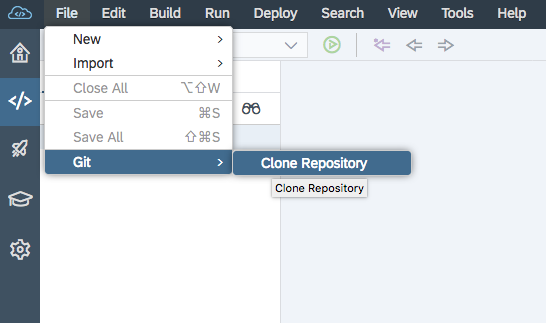 File Edit Build Run Deploy Search View Tools Help
New
Import
Close All ⌥⇧W
Save ⌘S
Save All ⇧⌘S
Git Clone Repository
Clone Repository